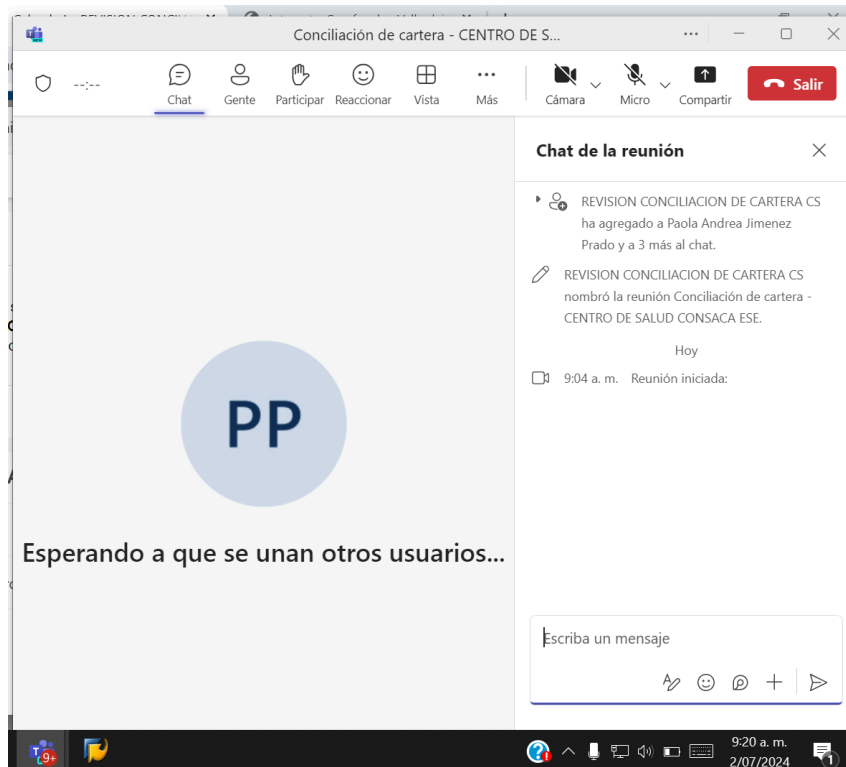 Conciliación de cartera - CENTRO DE S...
--:--
Chat
Gente
Participar
Reaccionar
Vista
Más
Cámara
Micro
Compartir
Salir
PP
Esperando a que se unan otros usuarios...
Chat de la reunión
REVISION CONCILIACION DE CARTERA CS
ha agregado a Paola Andrea Jimenez
Prado y a 3 más al chat.
REVISION CONCILIACION DE CARTERA CS
nombró la reunión Conciliación de cartera -
CENTRO DE SALUD CONSACA ESE.
Hoy
9:04 a. m. Reunión iniciada:
Escriba un mensaje
T
9+
9:20 a. m.
2/07/2024
1